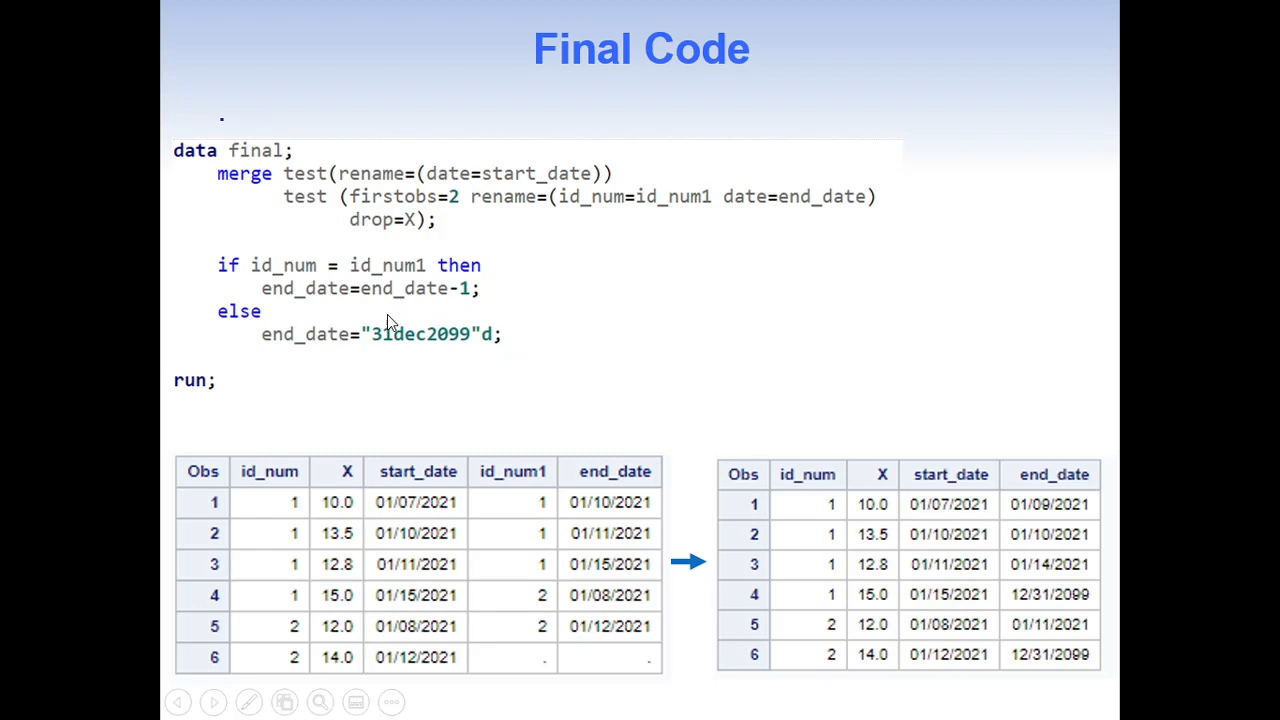 Final Code
.
data final;
merge test(rename=(date=start_date))
test (firstobs=2 rename=(id_num=id_num1 date=end_date)
drop=X);
if id_num = id_num1 then
end_date=end_date-1;
else
end_date="31dec2099"d;
run;
Obs id_num X start_date id_num1 end_date
1 1 10.0 01/07/2021 1 01/10/2021
2 1 13.5 01/10/2021 1 01/11/2021
3 1 12.8 01/11/2021 1 01/15/2021
4 1 15.0 01/15/2021 2 01/08/2021
5 2 12.0 01/08/2021 2 01/12/2021
6 2 14.0 01/12/2021 . .
Obs id_num X start_date end_date
1 1 10.0 01/07/2021 01/09/2021
2 1 13.5 01/10/2021 01/10/2021
3 1 12.8 01/11/2021 01/14/2021
4 1 15.0 01/15/2021 12/31/2099
5 2 12.0 01/08/2021 01/11/2021
6 2 14.0 01/12/2021 12/31/2099